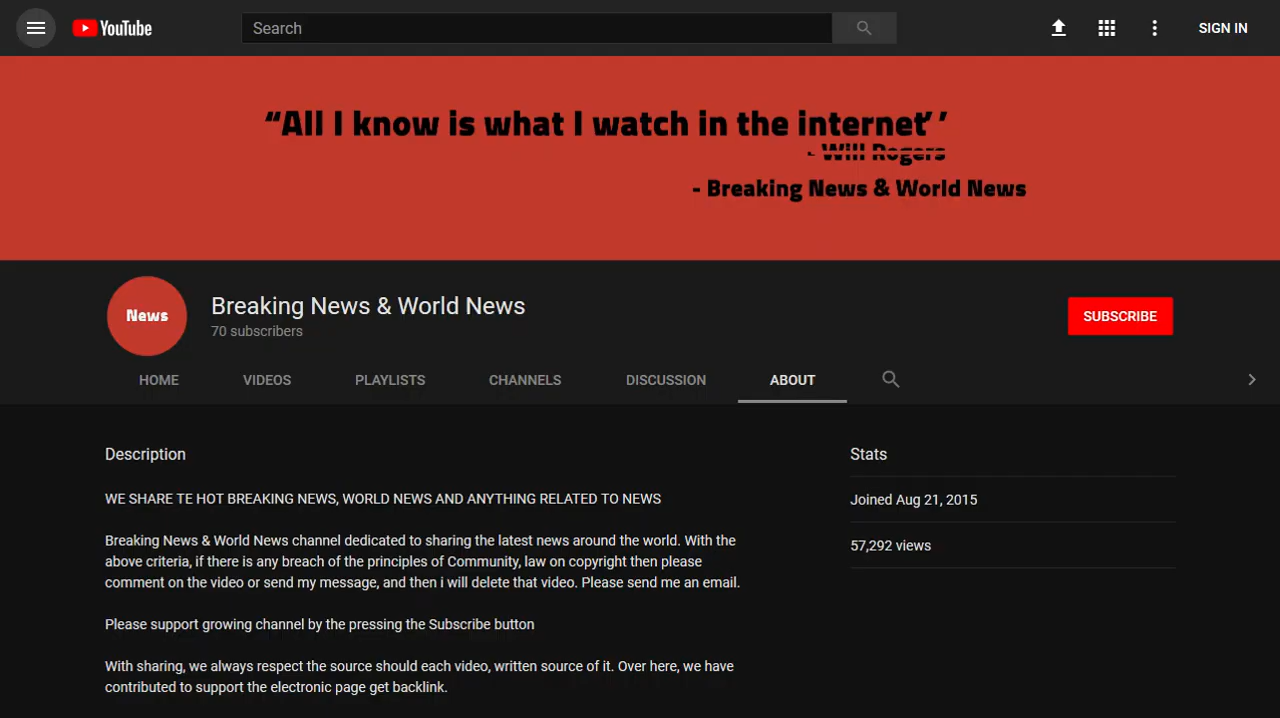 YouTube
Search
SIGN IN
“All I know is what I watch in the internet’’
- Will Rogers
- Breaking News & World News
News
Breaking News & World News
70 subscribers
SUBSCRIBE
HOME VIDEOS PLAYLISTS CHANNELS DISCUSSION ABOUT
Description
WE SHARE TE HOT BREAKING NEWS, WORLD NEWS AND ANYTHING RELATED TO NEWS
Breaking News & World News channel dedicated to sharing the latest news around the world. With the
above criteria, if there is any breach of the principles of Community, law on copyright then please
comment on the video or send my message, and then i will delete that video. Please send me an email.
Please support growing channel by the pressing the Subscribe button
With sharing, we always respect the source should each video, written source of it. Over here, we have
contributed to support the electronic page get backlink.
Stats
Joined Aug 21, 2015
57,292 views